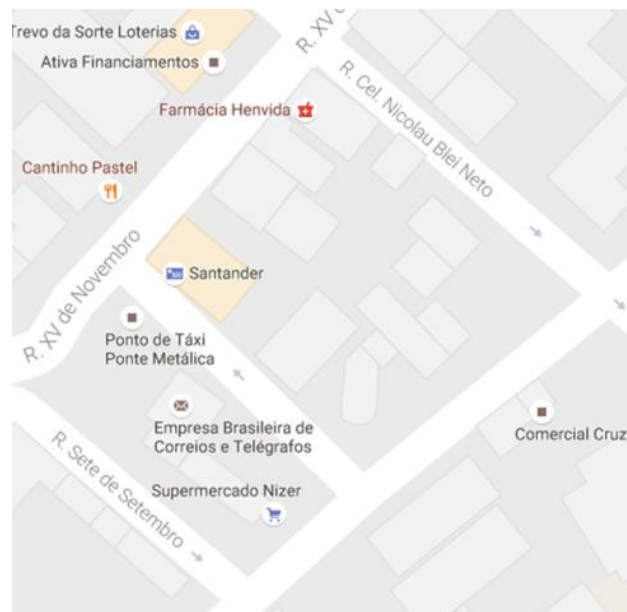 Trevo da Sorte Loterias
Ativa Financiamentos
R. XV d
Farmácia Henvida
R. Cel. Nicolau Blei Neto
Cantinho Pastel
R. XV de Novembro
Santander
Ponto de Táxi
Ponte Metálica
Empresa Brasileira de
Correios e Telégrafos
Comercial Cruz
R. Sete de Setembro
Supermercado Nizer